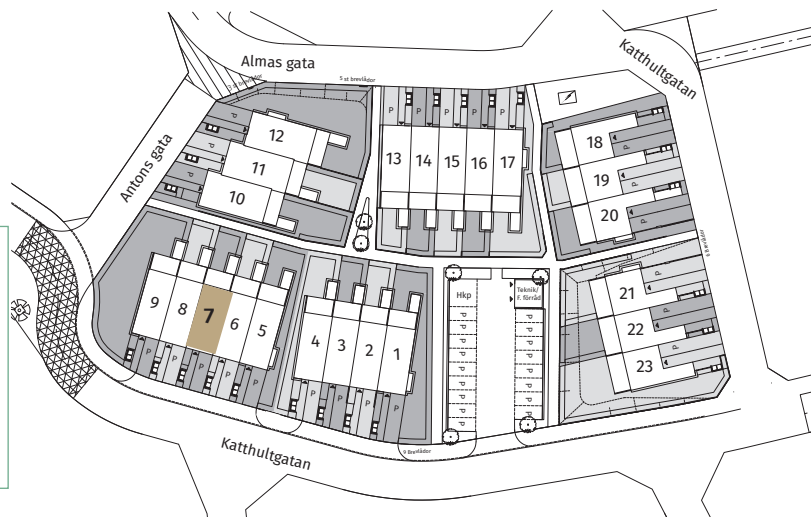 Almas gata
Katthultgatan
5 st brevlådor
Antons gata
12
11
10
P
P
P
P
P
P
P
P
13
14
15
16
17
18
19
20
P
P
P
9
8
7
6
5
P
P
P
P
P
4
3
2
1
P
P
P
P
Hkp
P
P
P
P
P
P
P
P
P
Teknik/
F. förråd
P
P
P
P
P
P
P
P
P
21
22
23
P
P
P
Katthultgatan
9 Brevlådor